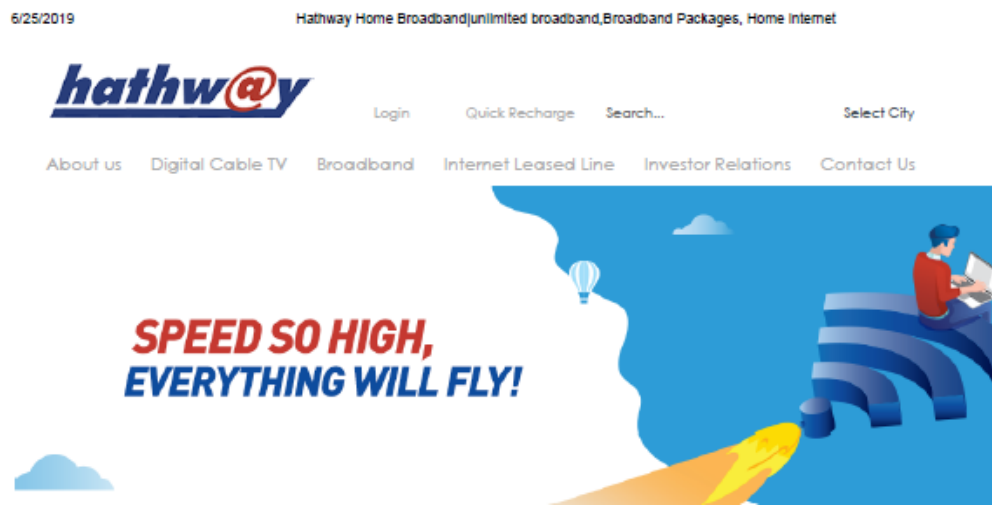 6/25/2019 Hathway Home Broadband|unlimited broadband,Broadband Packages, Home Internet
hathw@y
Login Quick Recharge Search... Select City
About us Digital Cable TV Broadband Internet Leased Line Investor Relations Contact Us
SPEED SO HIGH,
EVERYTHING WILL FLY!